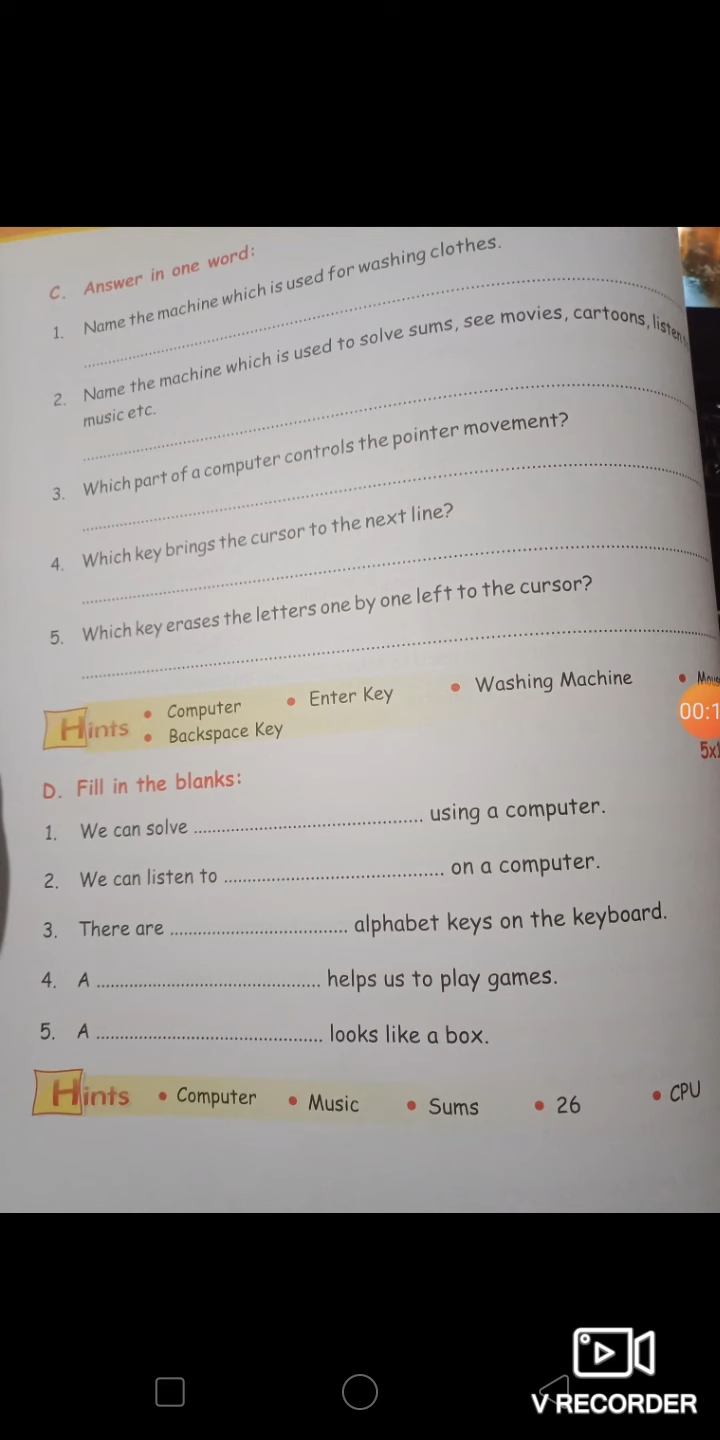 C. Answer in one word:
1. Name the machine which is used for washing clothes.
2. Name the machine which is used to solve sums, see movies, cartoons, listen
music etc.
3. Which part of a computer controls the pointer movement?
4. Which key brings the cursor to the next line?
5. Which key erases the letters one by one left to the cursor?
Hints • Computer • Enter Key • Washing Machine •
• Backspace Key
00:1
D. Fill in the blanks:
1. We can solve ........................................ using a computer.
2. We can listen to ........................................ on a computer.
3. There are ................................ alphabet keys on the keyboard.
4. A ........................................ helps us to play games.
5. A ........................................ looks like a box.
Hints • Computer • Music • Sums • 26 • CPU
V RECORDER